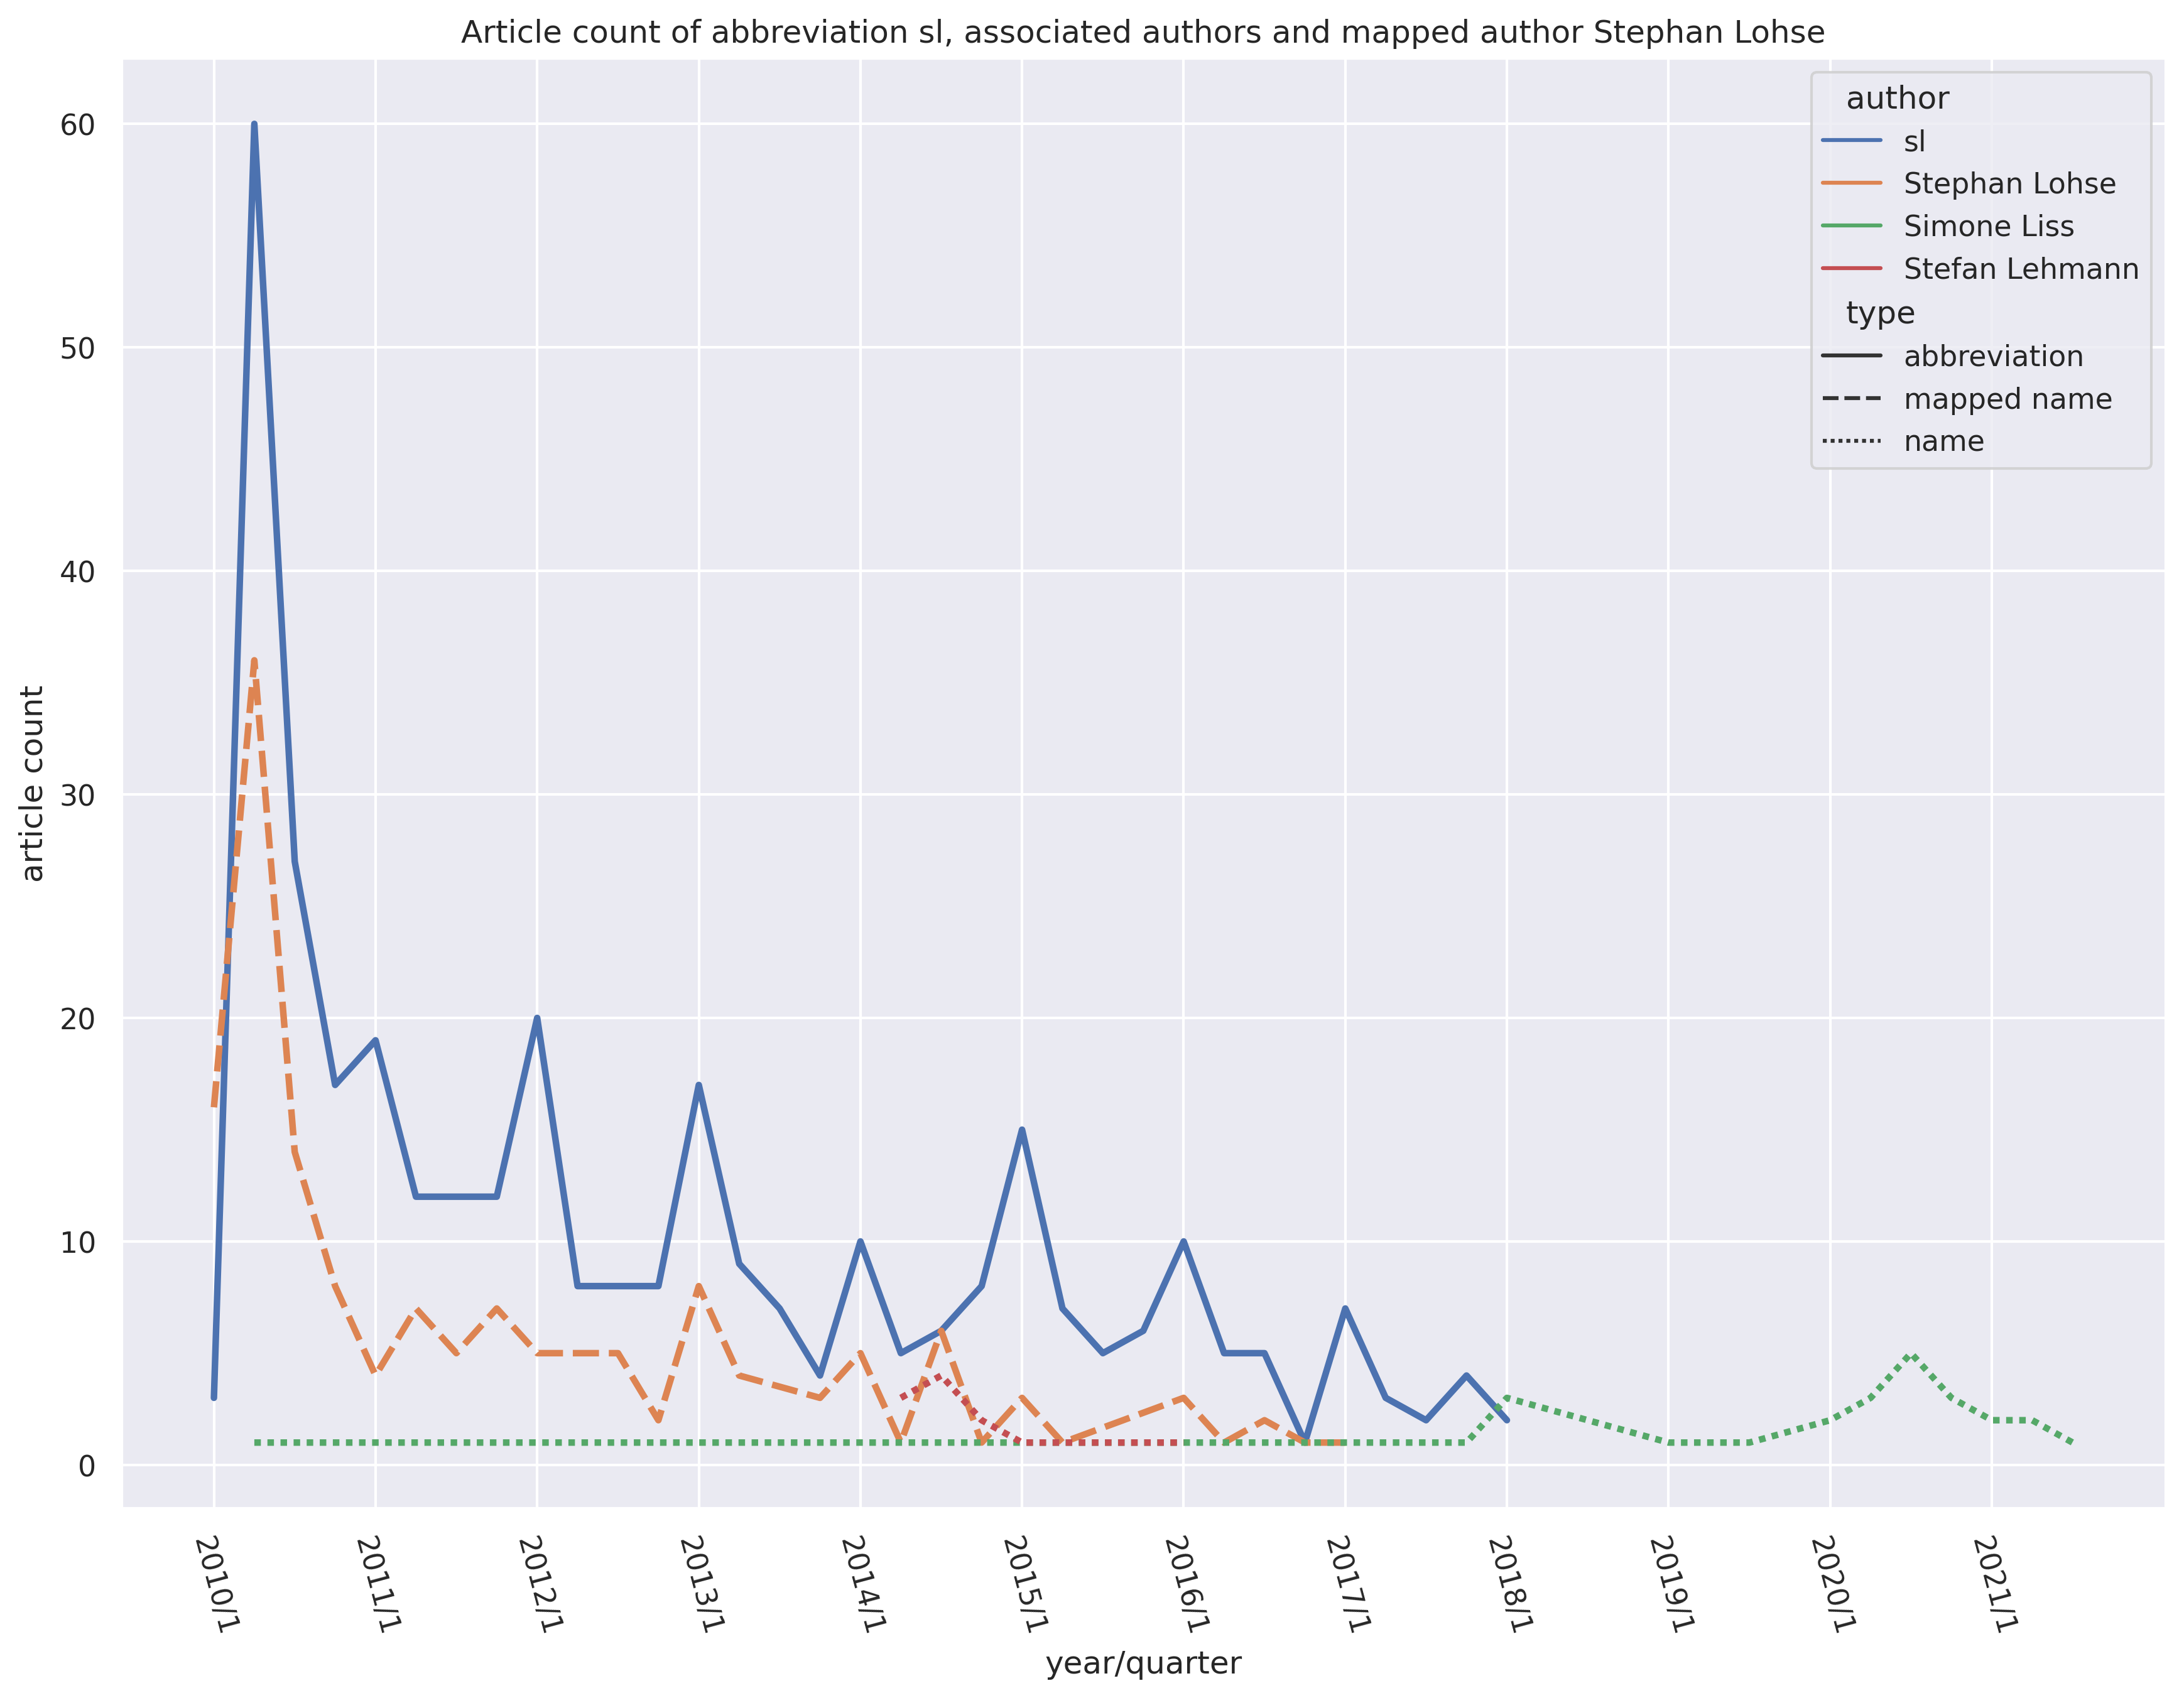 Article count of abbreviation sl, associated authors and mapped author Stephan Lohse
author
sl
Stephan Lohse
Simone Liss
Stefan Lehmann
type
abbreviation
mapped name
name
article count
60
50
40
30
20
10
0
2010/1
2011/1
2012/1
2013/1
2014/1
2015/1
2016/1
2017/1
2018/1
2019/1
2020/1
2021/1
year/quarter